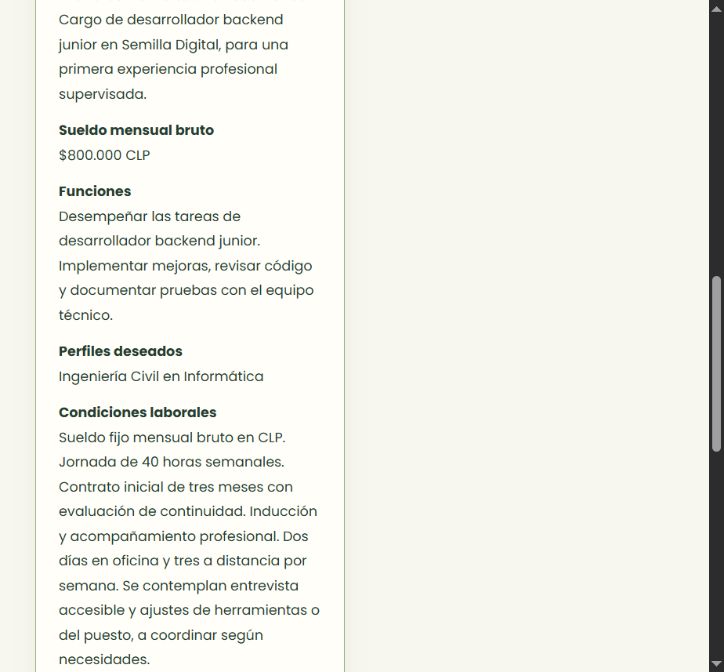 Cargo de desarrollador backend
junior en Semilla Digital, para una
primera experiencia profesional
supervisada.
Sueldo mensual bruto
$800.000 CLP
Funciones
Desempeñar las tareas de
desarrollador backend junior.
Implementar mejoras, revisar código
y documentar pruebas con el equipo
técnico.
Perfiles deseados
Ingeniería Civil en Informática
Condiciones laborales
Sueldo fijo mensual bruto en CLP.
Jornada de 40 horas semanales.
Contrato inicial de tres meses con
evaluación de continuidad. Inducción
y acompañamiento profesional. Dos
días en oficina y tres a distancia por
semana. Se contemplan entrevista
accesible y ajustes de herramientas o
del puesto, a coordinar según
necesidades.